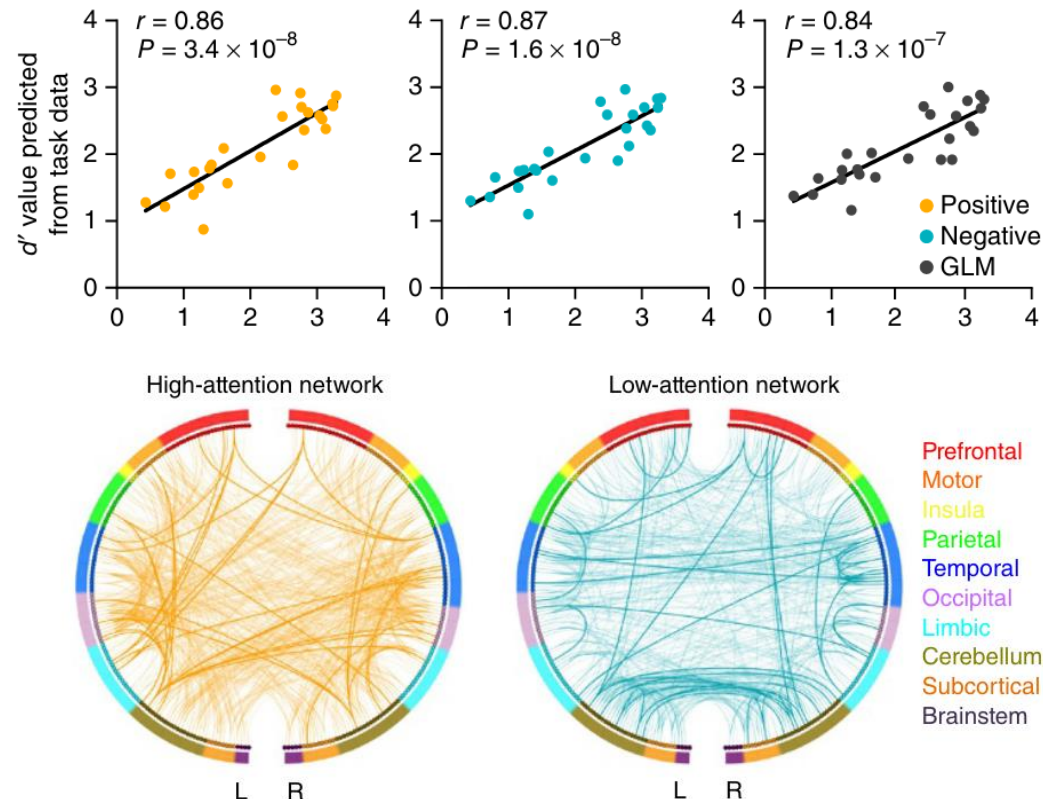 d′ value predicted
from task data
4
3
2
1
0
r = 0.86
P = 3.4 × 10⁻⁸
0 1 2 3 4
4
3
2
1
0
r = 0.87
P = 1.6 × 10⁻⁸
0 1 2 3 4
4
3
2
1
0
r = 0.84
P = 1.3 × 10⁻⁷
Positive
Negative
GLM
0 1 2 3 4
High-attention network
L R
Low-attention network
L R
Prefrontal
Motor
Insula
Parietal
Temporal
Occipital
Limbic
Cerebellum
Subcortical
Brainstem